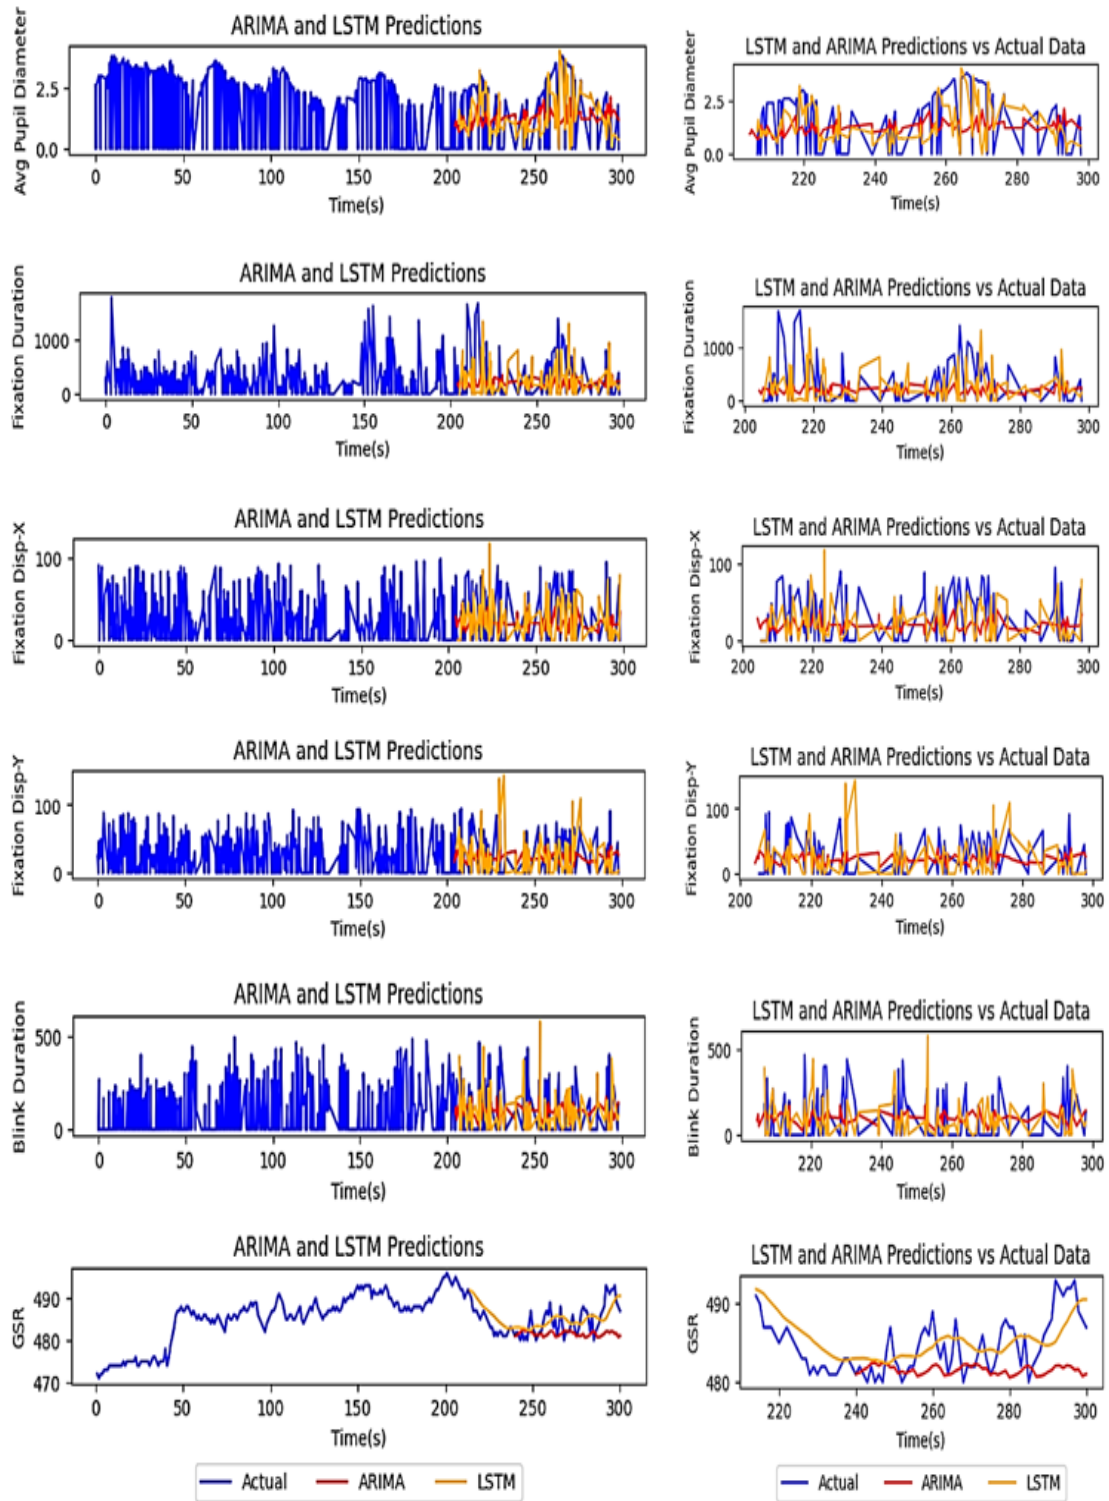 ARIMA and LSTM Predictions
Avg Pupil Diameter
2.5
0.0
0 50 100 150 200 250 300
Time(s)
LSTM and ARIMA Predictions vs Actual Data
Avg Pupil Diameter
2.5
0.0
220 240 260 280 300
Time(s)
ARIMA and LSTM Predictions
Fixation Duration
1000
0
0 50 100 150 200 250 300
Time(s)
LSTM and ARIMA Predictions vs Actual Data
Fixation Duration
1000
0
200 220 240 260 280 300
Time(s)
ARIMA and LSTM Predictions
Fixation Disp-X
100
0
0 50 100 150 200 250 300
Time(s)
LSTM and ARIMA Predictions vs Actual Data
Fixation Disp-X
100
0
200 220 240 260 280 300
Time(s)
ARIMA and LSTM Predictions
Fixation Disp-Y
100
0
0 50 100 150 200 250 300
Time(s)
LSTM and ARIMA Predictions vs Actual Data
Fixation Disp-Y
100
0
200 220 240 260 280 300
Time(s)
ARIMA and LSTM Predictions
Blink Duration
500
0
0 50 100 150 200 250 300
Time(s)
LSTM and ARIMA Predictions vs Actual Data
Blink Duration
500
0
220 240 260 280 300
Time(s)
ARIMA and LSTM Predictions
GSR
490
480
470
0 50 100 150 200 250 300
Time(s)
LSTM and ARIMA Predictions vs Actual Data
GSR
490
480
220 240 260 280 300
Time(s)
Actual ARIMA LSTM
Actual ARIMA LSTM